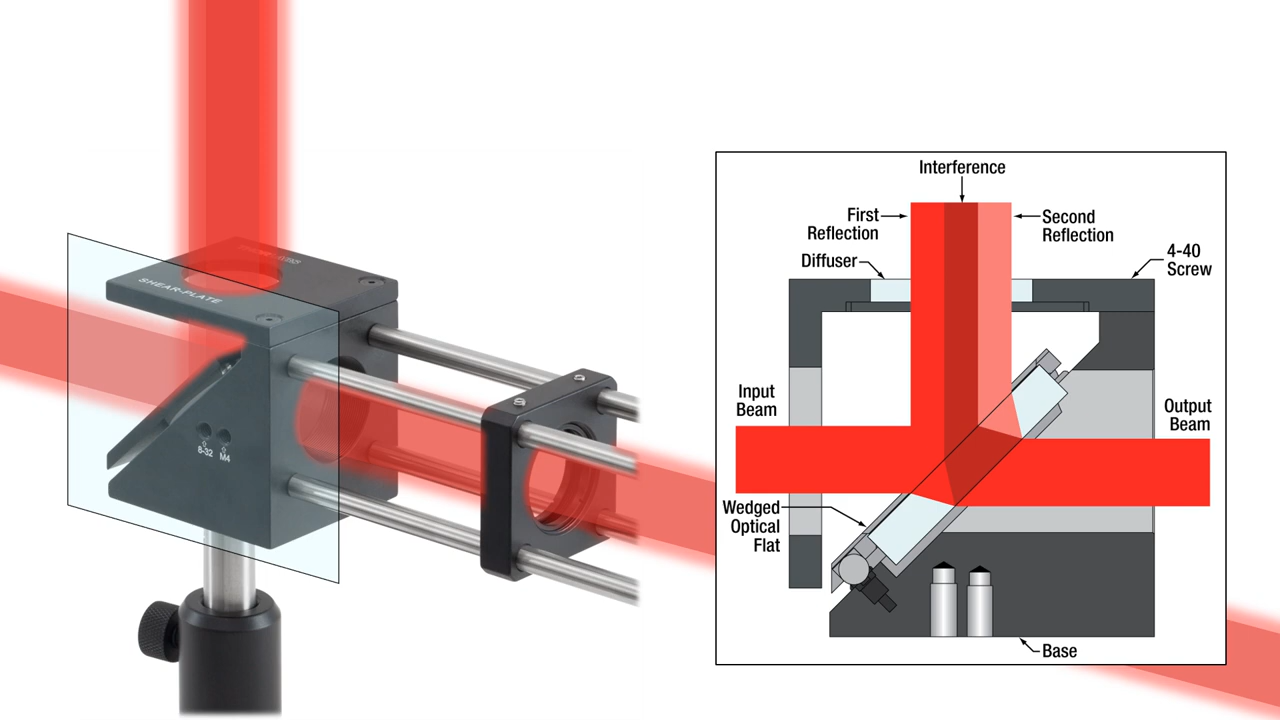 SHEAR-PLATE
8-32 M4
Interference
First
Reflection
Second
Reflection
Diffuser
4-40
Screw
Input
Beam
Output
Beam
Wedged
Optical
Flat
Base